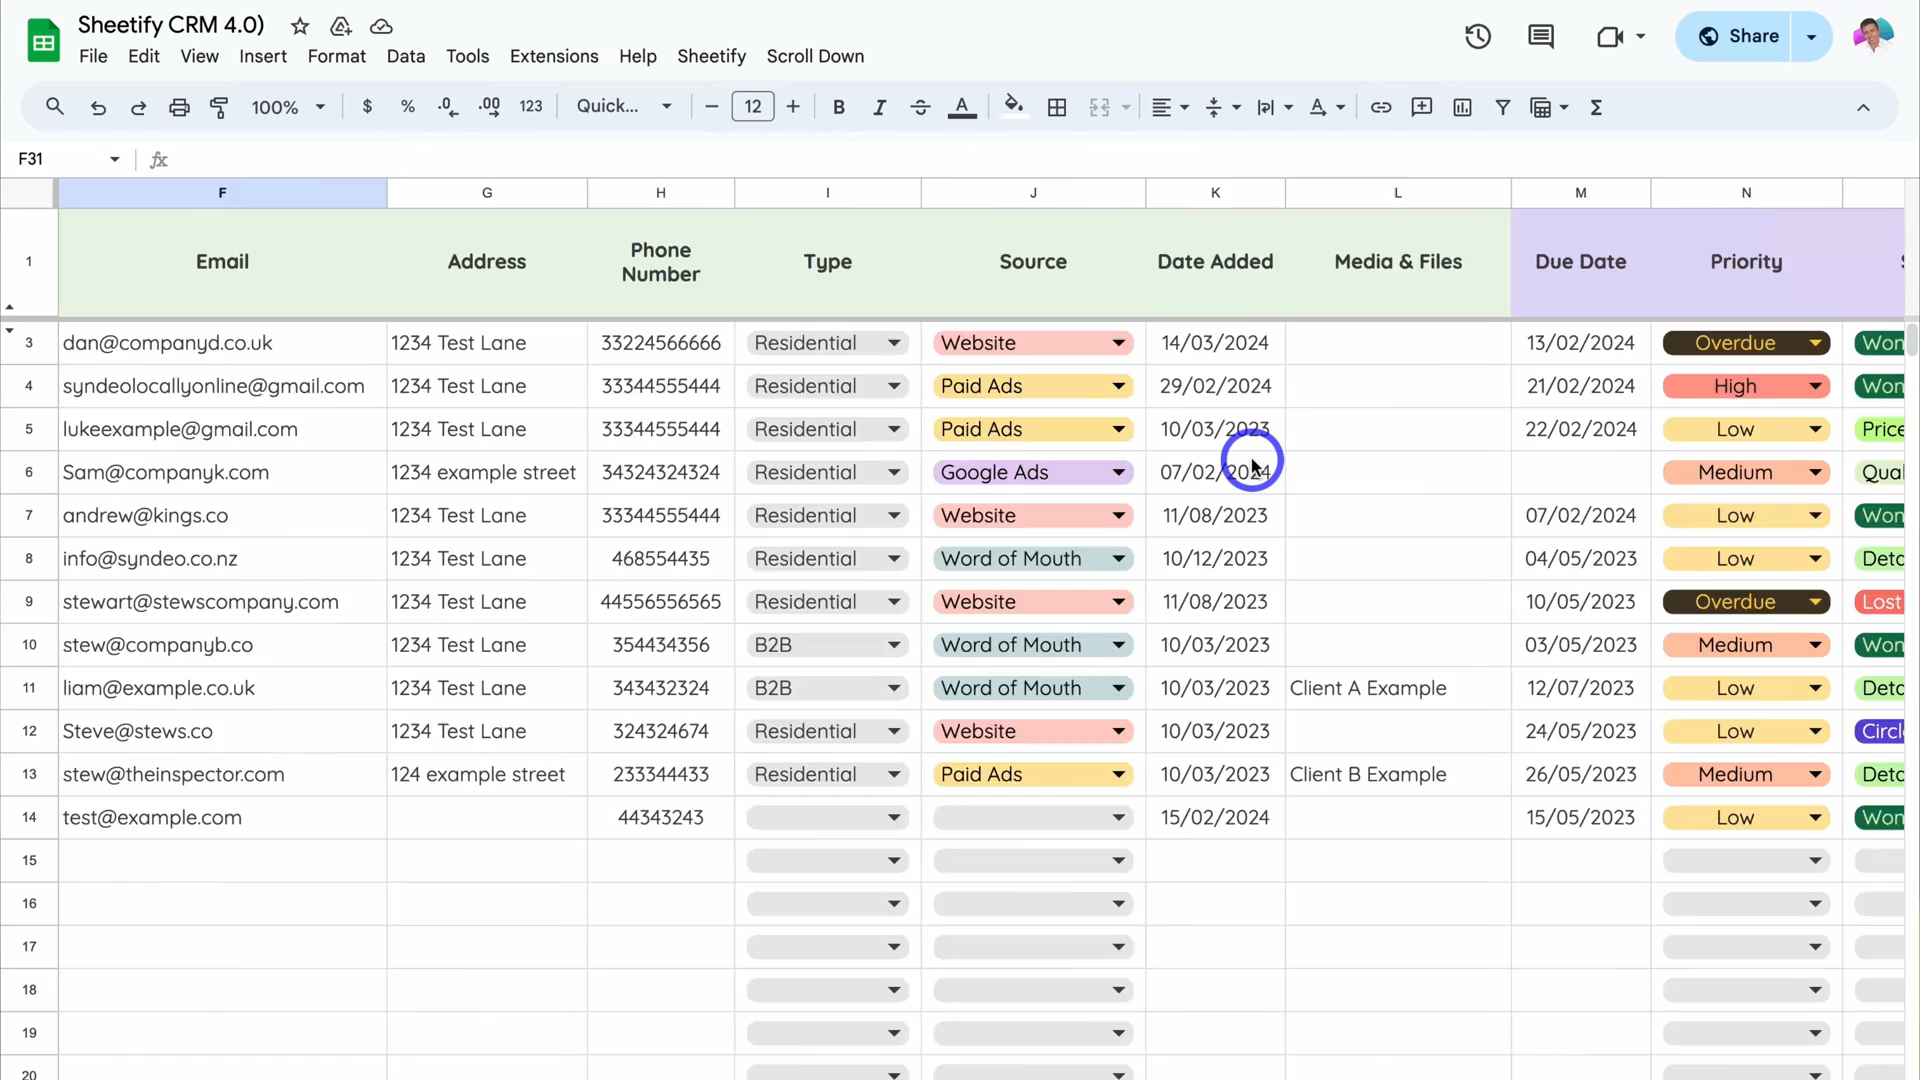 Sheetify CRM 4.0)
File Edit View Insert Format Data Tools Extensions Help Sheetify Scroll Down
Share
100% $ % .0 .00 123 Quick... 12 B I A
F31 fx
F G H I J K L M N
1 Email Address Phone Number Type Source Date Added Media & Files Due Date Priority
3 dan@companyd.co.uk 1234 Test Lane 33224566666 Residential Website 14/03/2024 13/02/2024 Overdue Won
4 syndeolocallyonline@gmail.com 1234 Test Lane 33344555444 Residential Paid Ads 29/02/2024 21/02/2024 High Won
5 lukeexample@gmail.com 1234 Test Lane 33344555444 Residential Paid Ads 10/03/2023 22/02/2024 Low Price
6 Sam@companyk.com 1234 example street 34324324324 Residential Google Ads 07/02/2024 Medium Qual
7 andrew@kings.co 1234 Test Lane 33344555444 Residential Website 11/08/2023 07/02/2024 Low Won
8 info@syndeo.co.nz 1234 Test Lane 468554435 Residential Word of Mouth 10/12/2023 04/05/2023 Low Deta
9 stewart@stewscompany.com 1234 Test Lane 44556556565 Residential Website 11/08/2023 10/05/2023 Overdue Lost
10 stew@companyb.co 1234 Test Lane 354434356 B2B Word of Mouth 10/03/2023 03/05/2023 Medium Won
11 liam@example.co.uk 1234 Test Lane 343432324 B2B Word of Mouth 10/03/2023 Client A Example 12/07/2023 Low Deta
12 Steve@stews.co 1234 Test Lane 324324674 Residential Website 10/03/2023 24/05/2023 Low Circl
13 stew@theinspector.com 124 example street 233344433 Residential Paid Ads 10/03/2023 Client B Example 26/05/2023 Medium Deta
14 test@example.com 44343243 15/02/2024 15/05/2023 Low Won
15
16
17
18
19
20